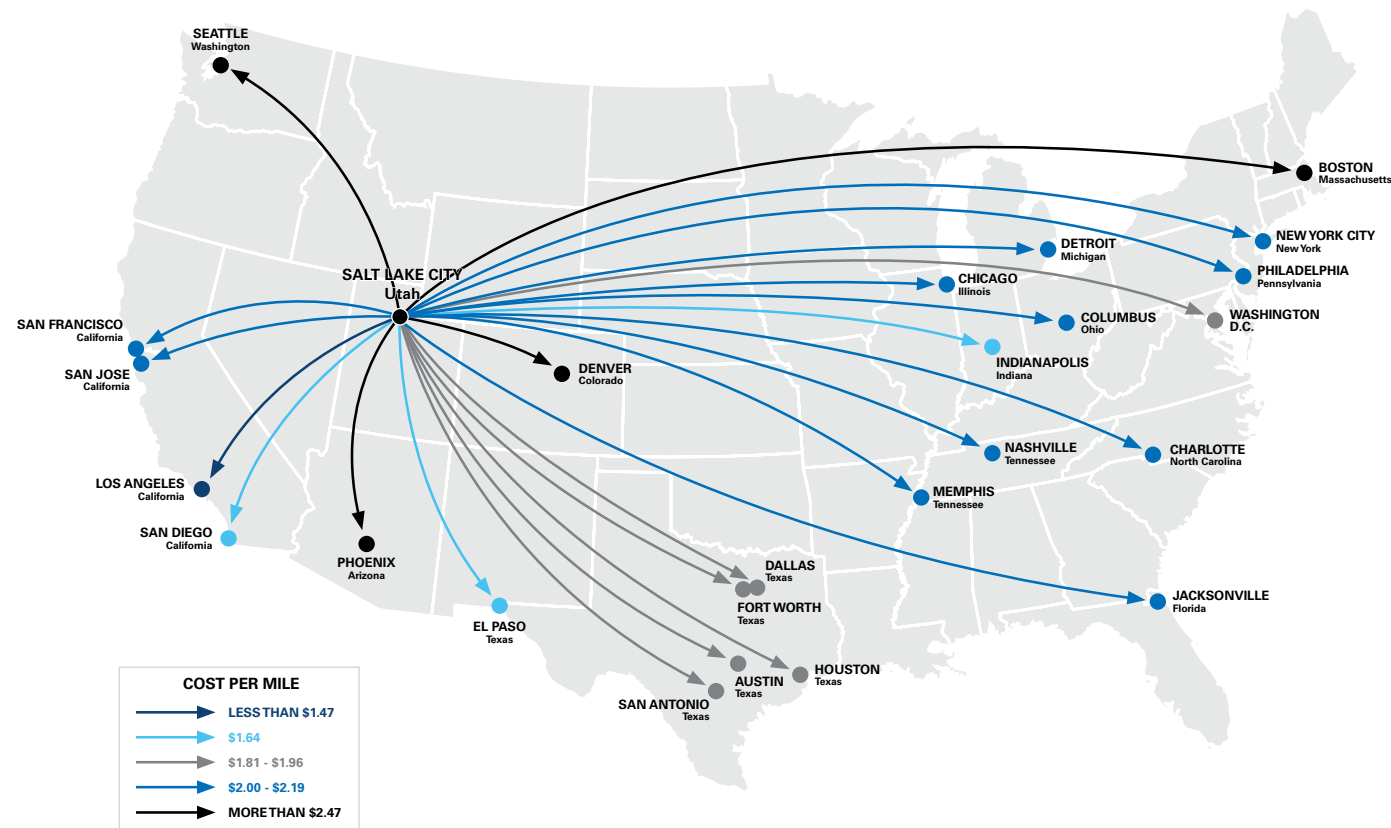 SEATTLE
Washington
BOSTON
Massachusetts
NEW YORK CITY
New York
DETROIT
Michigan
PHILADELPHIA
Pennsylvania
SALT LAKE CITY
Utah
CHICAGO
Illinois
WASHINGTON
D.C.
COLUMBUS
Ohio
SAN FRANCISCO
California
INDIANAPOLIS
Indiana
SAN JOSE
California
DENVER
Colorado
NASHVILLE
Tennessee
CHARLOTTE
North Carolina
LOS ANGELES
California
MEMPHIS
Tennessee
SAN DIEGO
California
PHOENIX
Arizona
DALLAS
Texas
FORT WORTH
Texas
JACKSONVILLE
Florida
EL PASO
Texas
HOUSTON
Texas
AUSTIN
Texas
SAN ANTONIO
Texas
COST PER MILE
LESS THAN $1.47
$1.64
$1.81 - $1.96
$2.00 - $2.19
MORE THAN $2.47